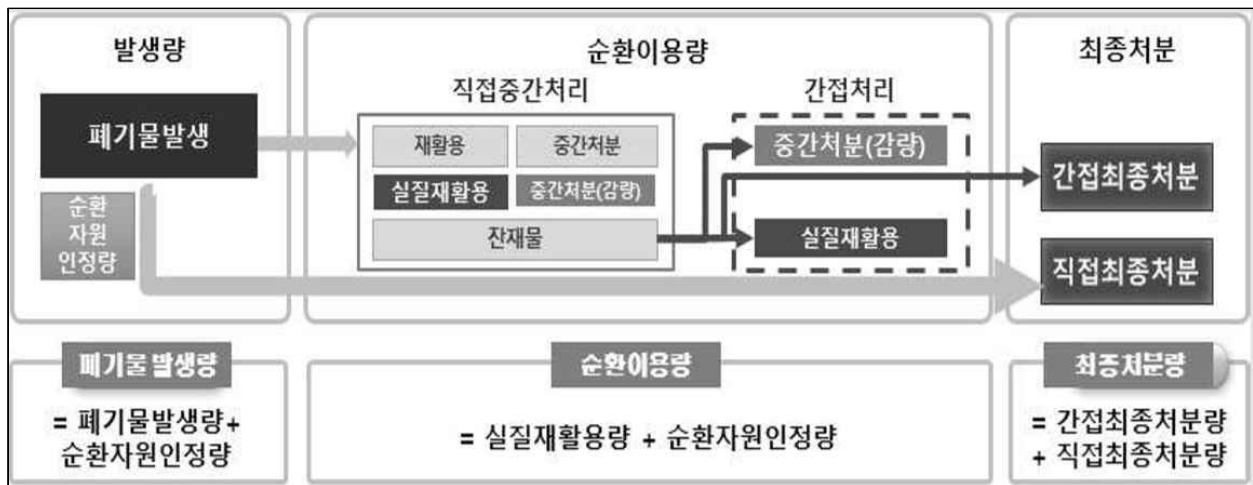 발생량
폐기물발생
순환
자원
인정량
순환이용량
직접중간처리
재활용
중간처분
실질재활용
중간처분(감량)
잔재물
간접처리
중간처분(감량)
실질재활용
최종처분
간접최종처분
직접최종처분
폐기물 발생량
= 폐기물발생량+
순환자원인정량
순환이용량
= 실질재활용량 + 순환자원인정량
최종처분량
= 간접최종처분량
+ 직접최종처분량